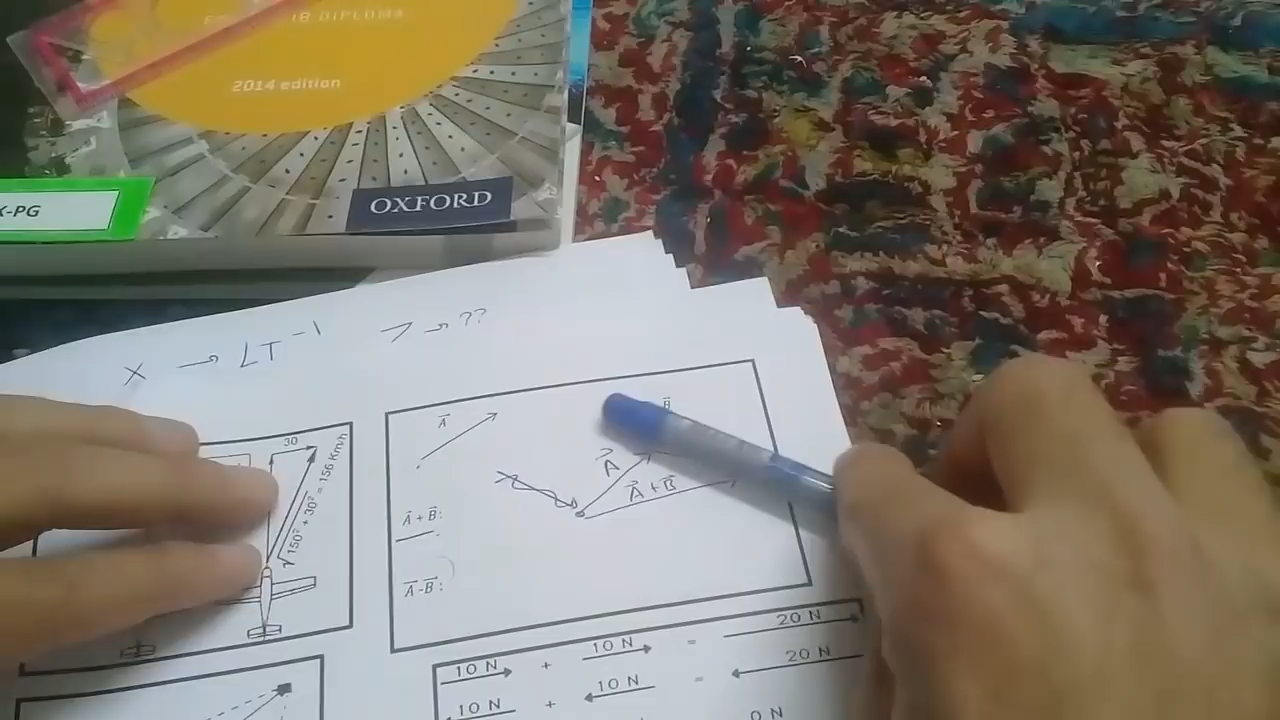 IB DIPLOMA
2014 edition
OXFORD
-PG
X → LT⁻¹
→ ??
30
√150² + 30² = 156 Km/h
A⃗
B⃗
A⃗
A⃗ + B⃗
A⃗ + B⃗:
A⃗ - B⃗:
10 N + 10 N = 20 N
10 N + 10 N = 20 N
0 N